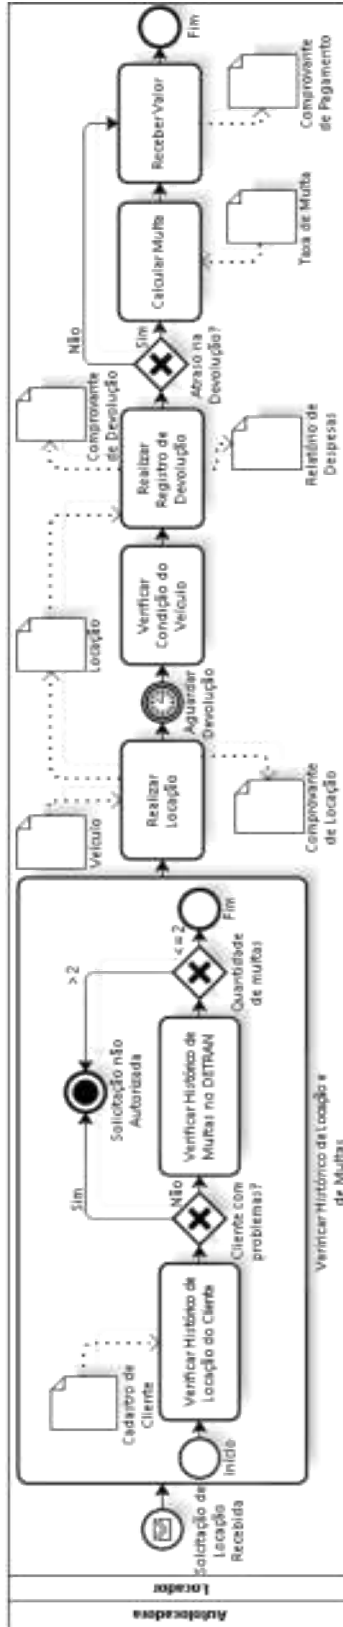 Autolocadora
Locador
Solicitação de
Locação
Recebida
Início
Cadastro de
Cliente
Verificar Histórico de
Locação do Cliente
Cliente com
problemas?
Sim
Não
Solicitação não
Autorizada
Verificar Histórico de
Multas no DETRAN
> 2
<=2
Quantidade
de multas
Fim
Verificar Histórico de Locação e
de Multas
Veículo
Realizar
Locação
Comprovante
de Locação
Aguardar
Devolução
Locação
Verificar
Condição do
Veículo
Comprovante
de Devolução
Realizar
Registro de
Devolução
Relatório de
Despesas
Atraso na
Devolução?
Não
Sim
Calcular Multa
Taxa de Multa
Receber Valor
Comprovante
de Pagamento
Fim